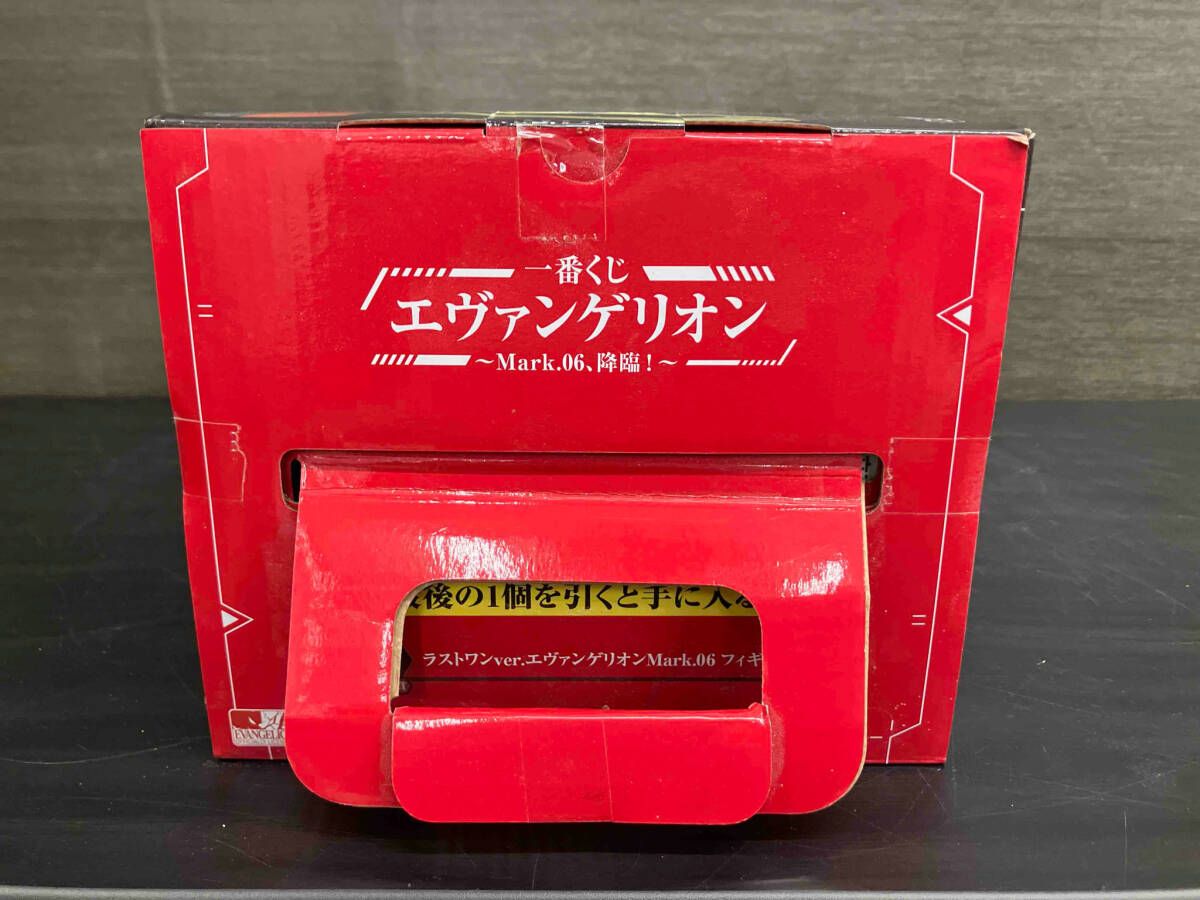 一番くじ
エヴァンゲリオン
～Mark.06、降臨！～
後の1個を引くと手に入る
ラストワンver.エヴァンゲリオンMark.06 フィギ
EVANGELIO